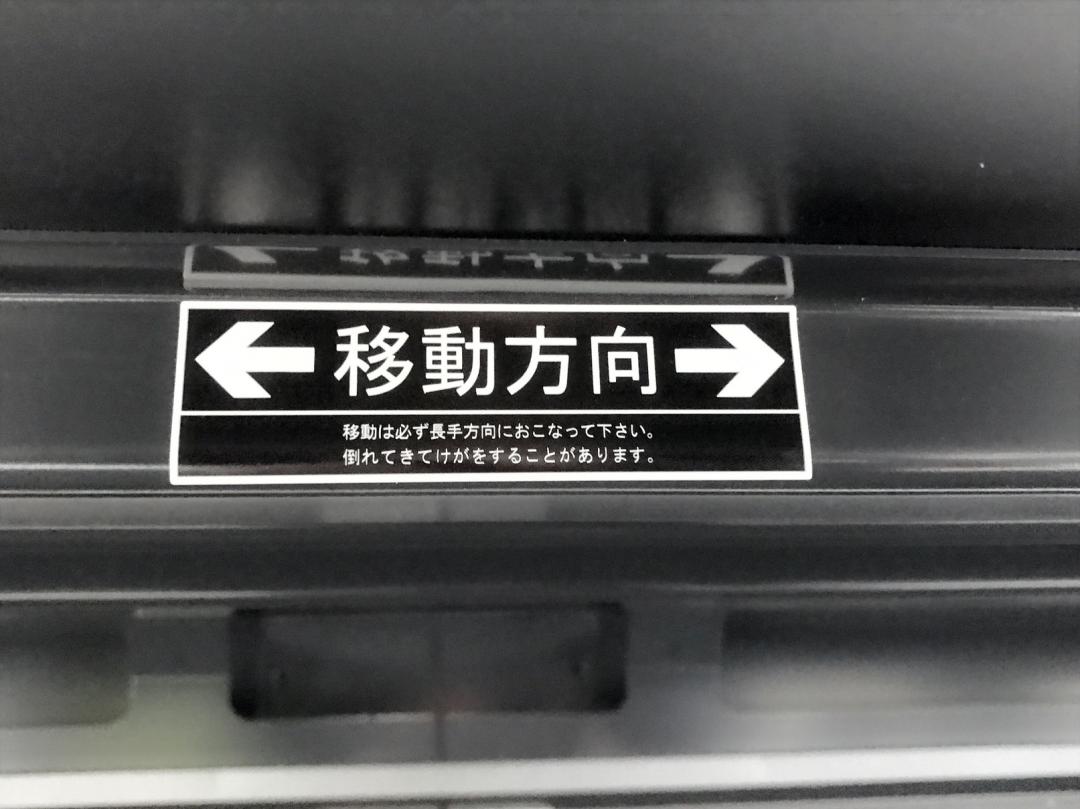 移動方向
移動は必ず長手方向におこなって下さい。
倒れてきてけがをすることがあります。